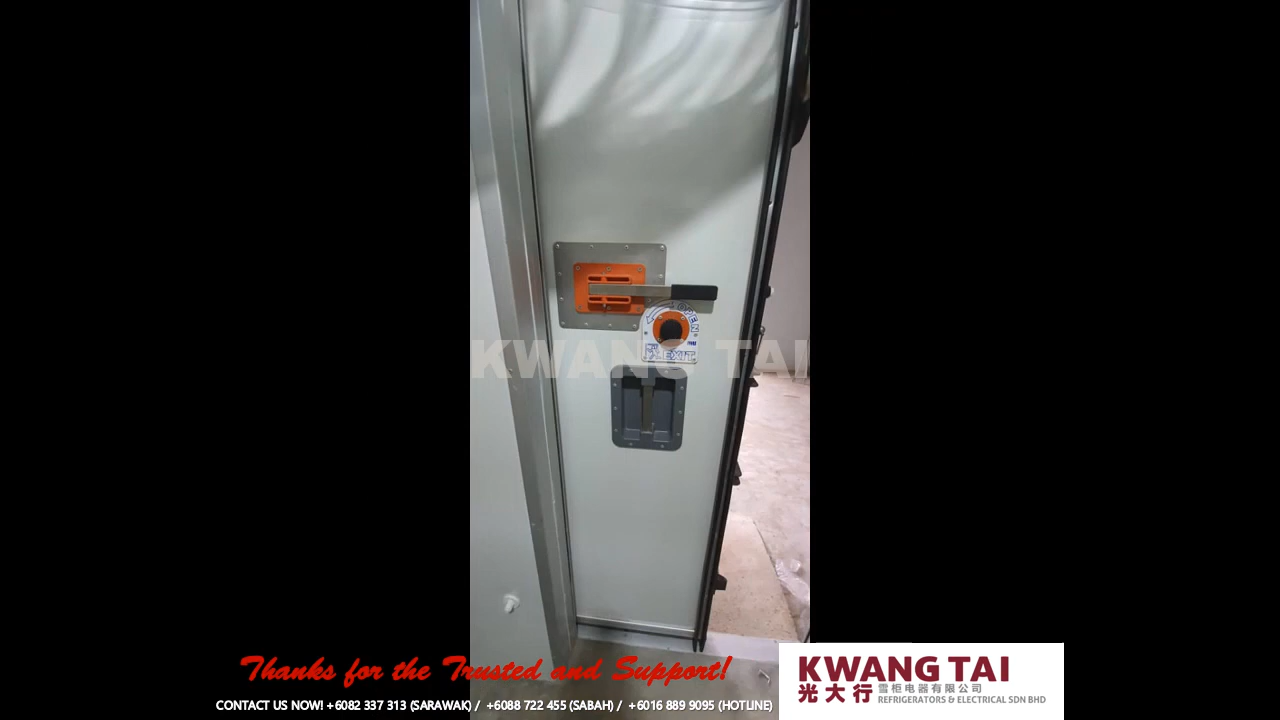 OPEN
EXIT
KWANG TAI
Thanks for the Trusted and Support!
CONTACT US NOW! +6082 337 313 (SARAWAK) / +6088 722 455 (SABAH) / +6016 889 9095 (HOTLINE)
KWANG TAI
光大行 雪柜电器有限公司
REFRIGERATORS & ELECTRICAL SDN BHD